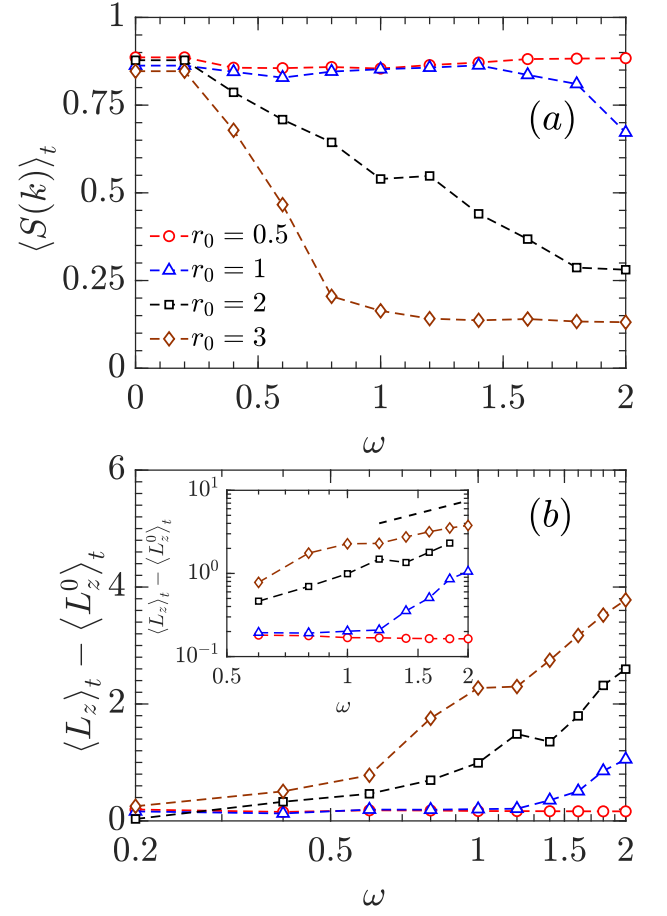 1
0.75
0.5
0.25
0
⟨S(k)⟩_t
(a)
r_0 = 0.5
r_0 = 1
r_0 = 2
r_0 = 3
0 0.5 1 1.5 2
ω
6
4
2
0
⟨L_z⟩_t − ⟨L_z^0⟩_t
(b)
10^1
10^0
10^{-1}
⟨L_z⟩_t − ⟨L_z^0⟩_t
0.5 1 2
ω
0.2 0.5 1 1.5 2
ω